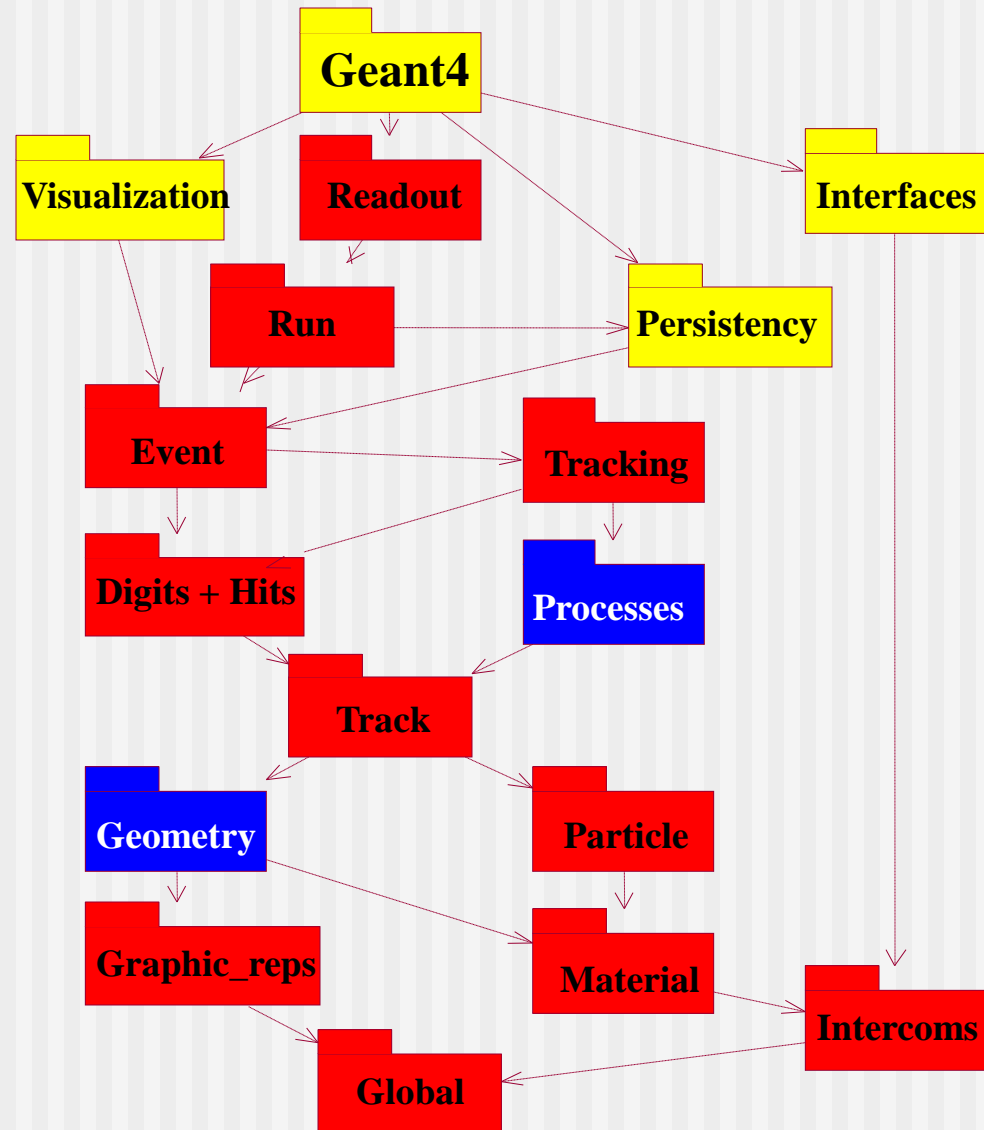 Geant4
Visualization
Readout
Interfaces
Run
Persistency
Event
Tracking
Digits + Hits
Processes
Track
Geometry
Particle
Graphic_reps
Material
Intercoms
Global